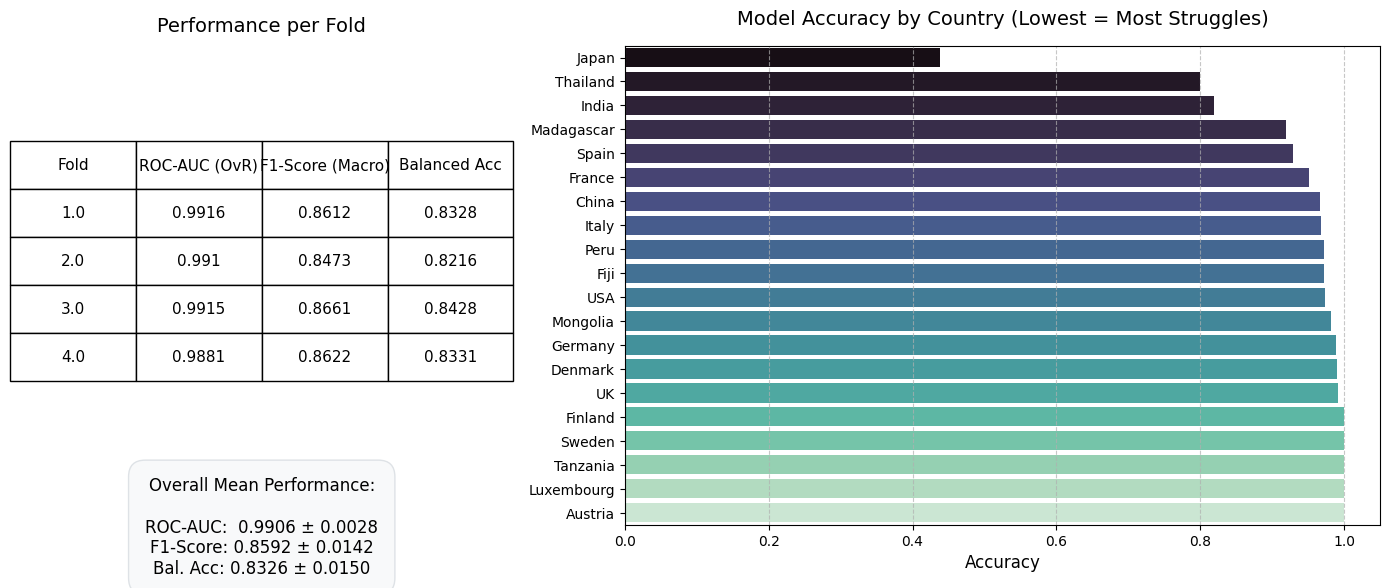 Performance per Fold
Fold ROC-AUC (OvR) F1-Score (Macro) Balanced Acc
1.0 0.9916 0.8612 0.8328
2.0 0.991 0.8473 0.8216
3.0 0.9915 0.8661 0.8428
4.0 0.9881 0.8622 0.8331
Overall Mean Performance:
ROC-AUC: 0.9906 ± 0.0028
F1-Score: 0.8592 ± 0.0142
Bal. Acc: 0.8326 ± 0.0150
Model Accuracy by Country (Lowest = Most Struggles)
Japan
Thailand
India
Madagascar
Spain
France
China
Italy
Peru
Fiji
USA
Mongolia
Germany
Denmark
UK
Finland
Sweden
Tanzania
Luxembourg
Austria
0.0 0.2 0.4 0.6 0.8 1.0
Accuracy